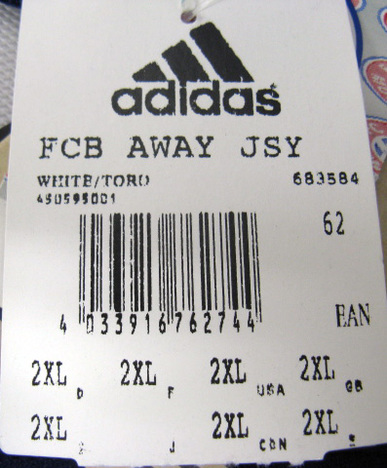 adidas
FCB AWAY JSY
WHITE/TORO 683584
450595001
62
4 033916 762744 EAN
2XL D 2XL F 2XL USA 2XL GB
2XL J 2XL CDN 2XL